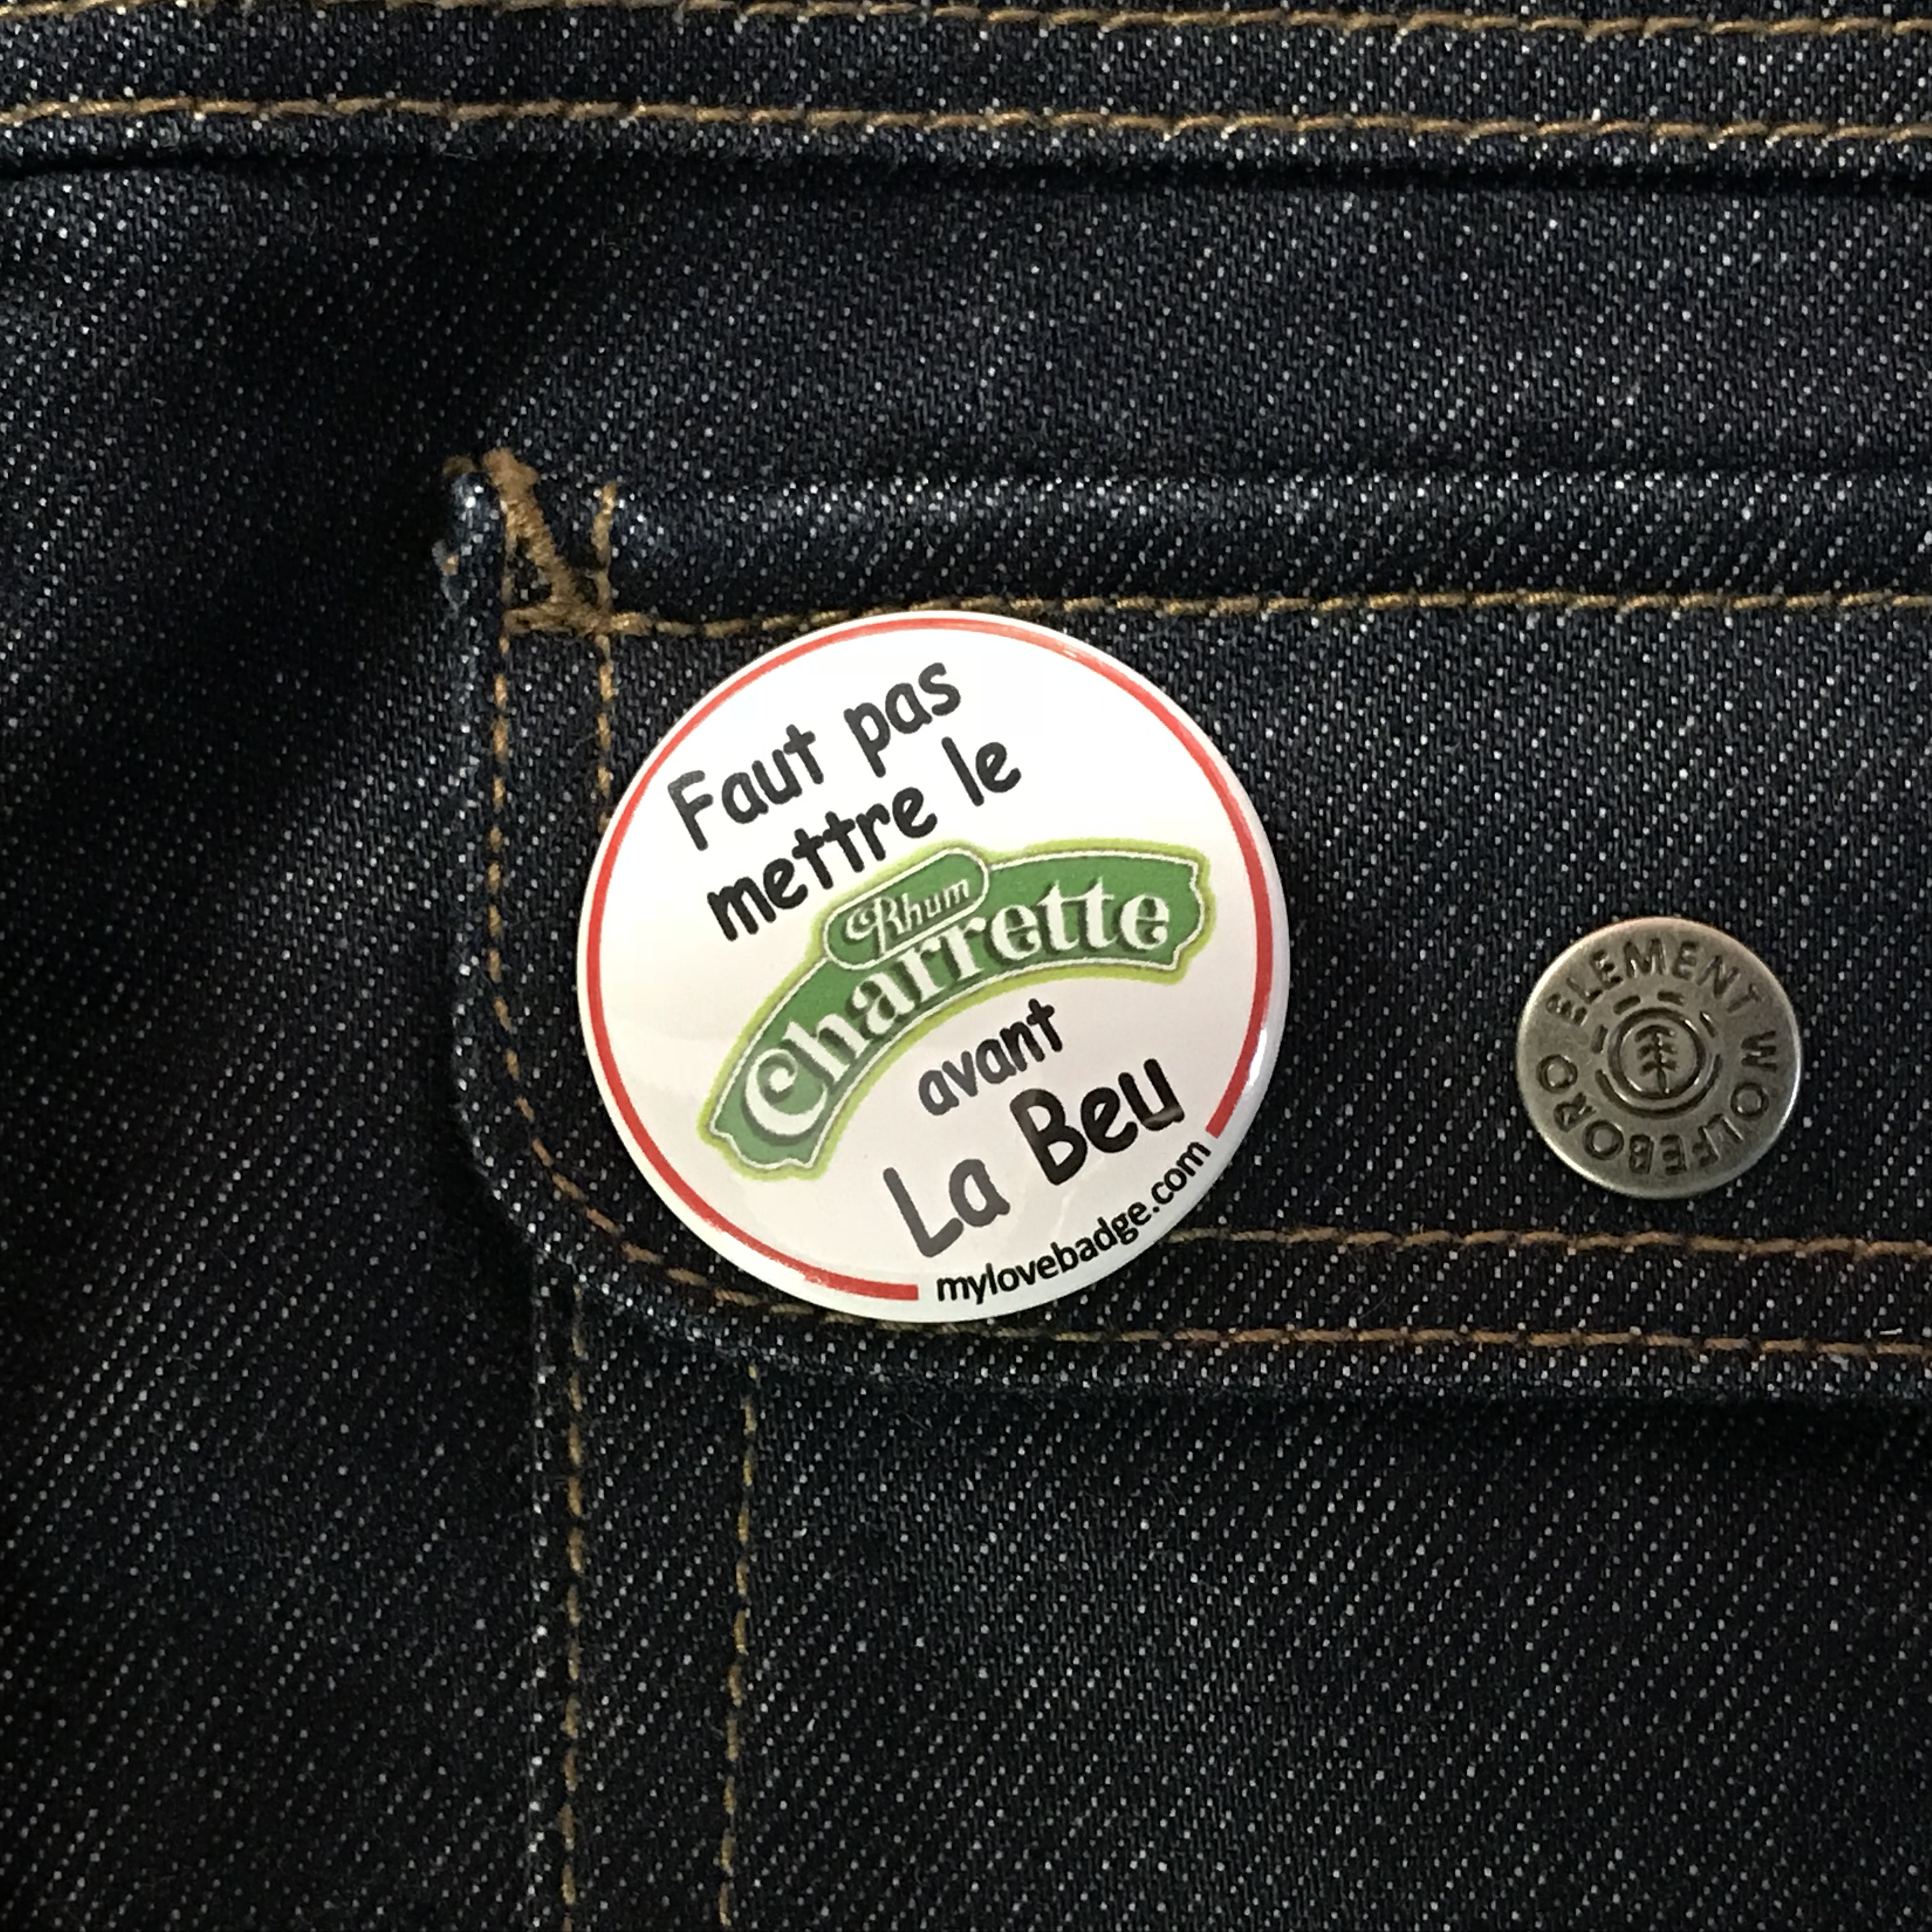 Faut pas
mettre le
Rhum
Charrette
avant
La Beu
mylovebadge.com
ELEMENT WOLFEBORO